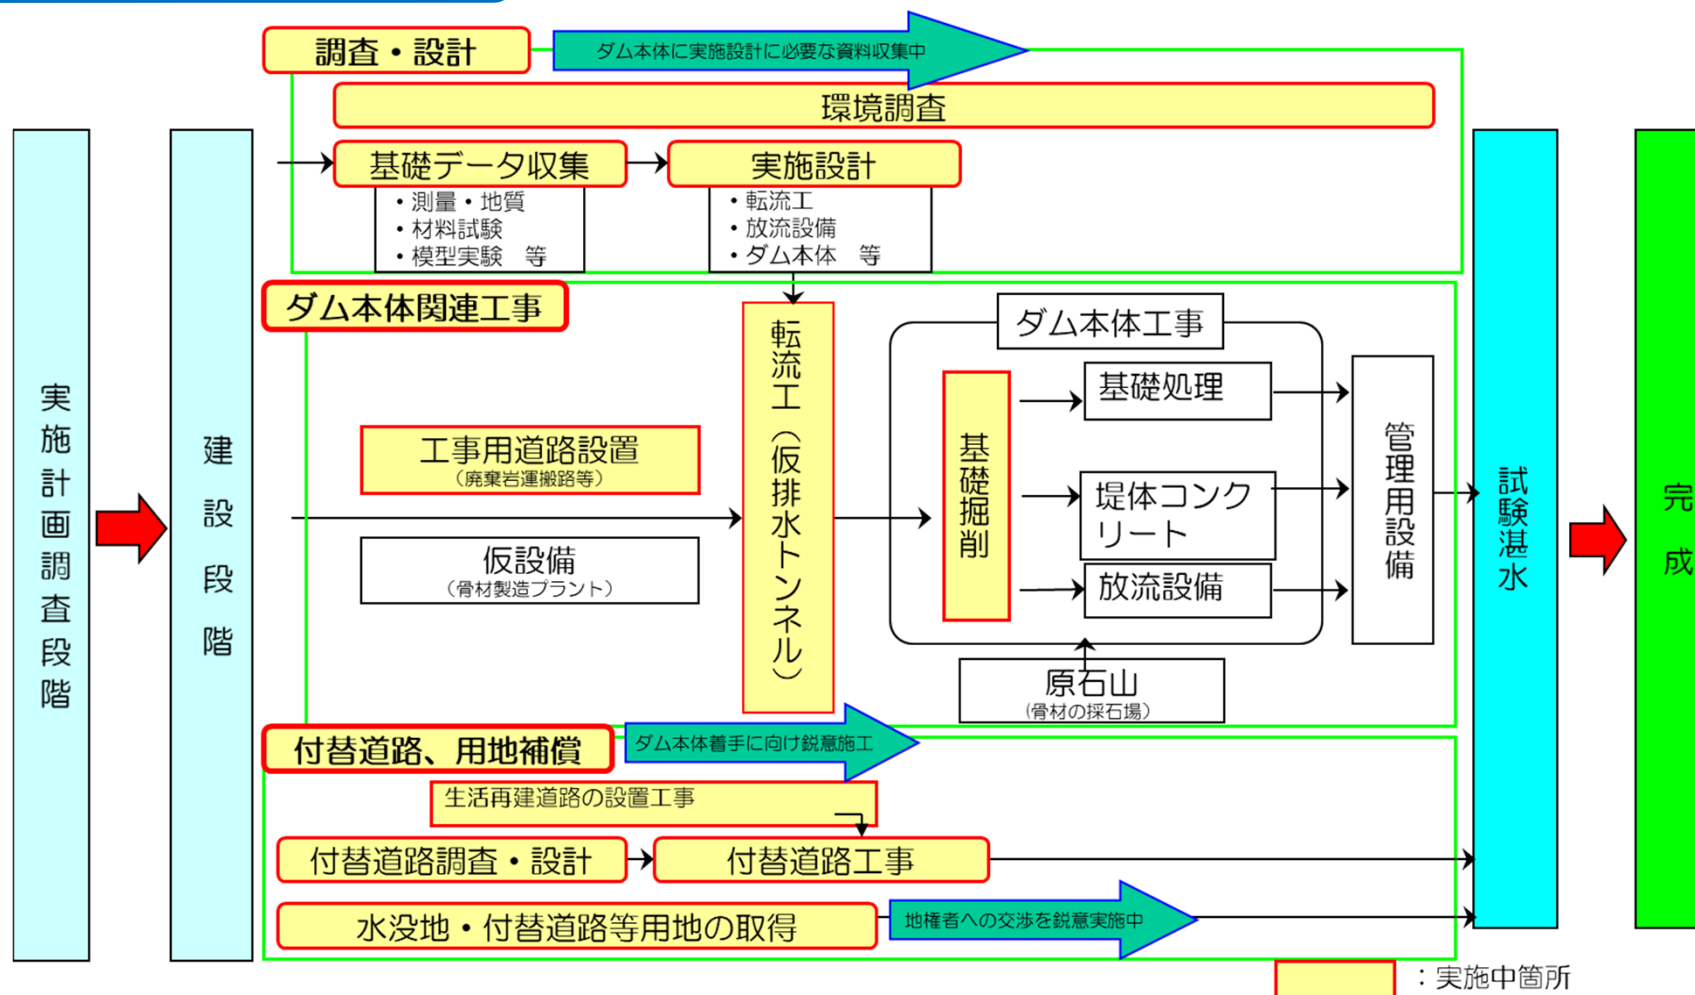 調査・設計
ダム本体に実施設計に必要な資料収集中
環境調査
基礎データ収集
・測量・地質
・材料試験
・模型実験　等
実施設計
・転流工
・放流設備
・ダム本体　等
実施計画調査段階
建設段階
ダム本体関連工事
工事用道路設置
（廃棄岩運搬路等）
仮設備
（骨材製造プラント）
転流工（仮排水トンネル）
ダム本体工事
基礎掘削
基礎処理
堤体コンク
リート
放流設備
原石山
（骨材の採石場）
管理用設備
試験湛水
完成
付替道路、用地補償
ダム本体着手に向け鋭意施工
生活再建道路の設置工事
付替道路調査・設計
付替道路工事
水没地・付替道路等用地の取得
地権者への交渉を鋭意実施中
：実施中箇所